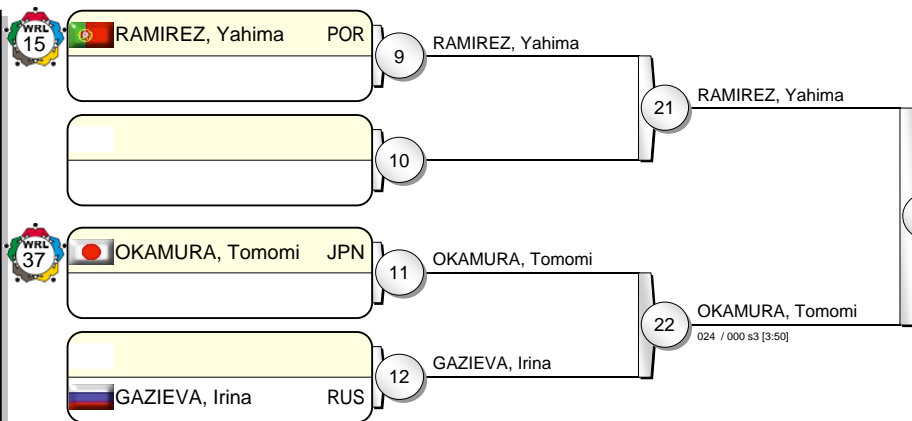 WRL
15
RAMIREZ, Yahima POR
9
RAMIREZ, Yahima
21
RAMIREZ, Yahima
10
WRL
37
OKAMURA, Tomomi JPN
11
OKAMURA, Tomomi
22
OKAMURA, Tomomi
024 / 000 s3 [3:50]
12
GAZIEVA, Irina
GAZIEVA, Irina RUS